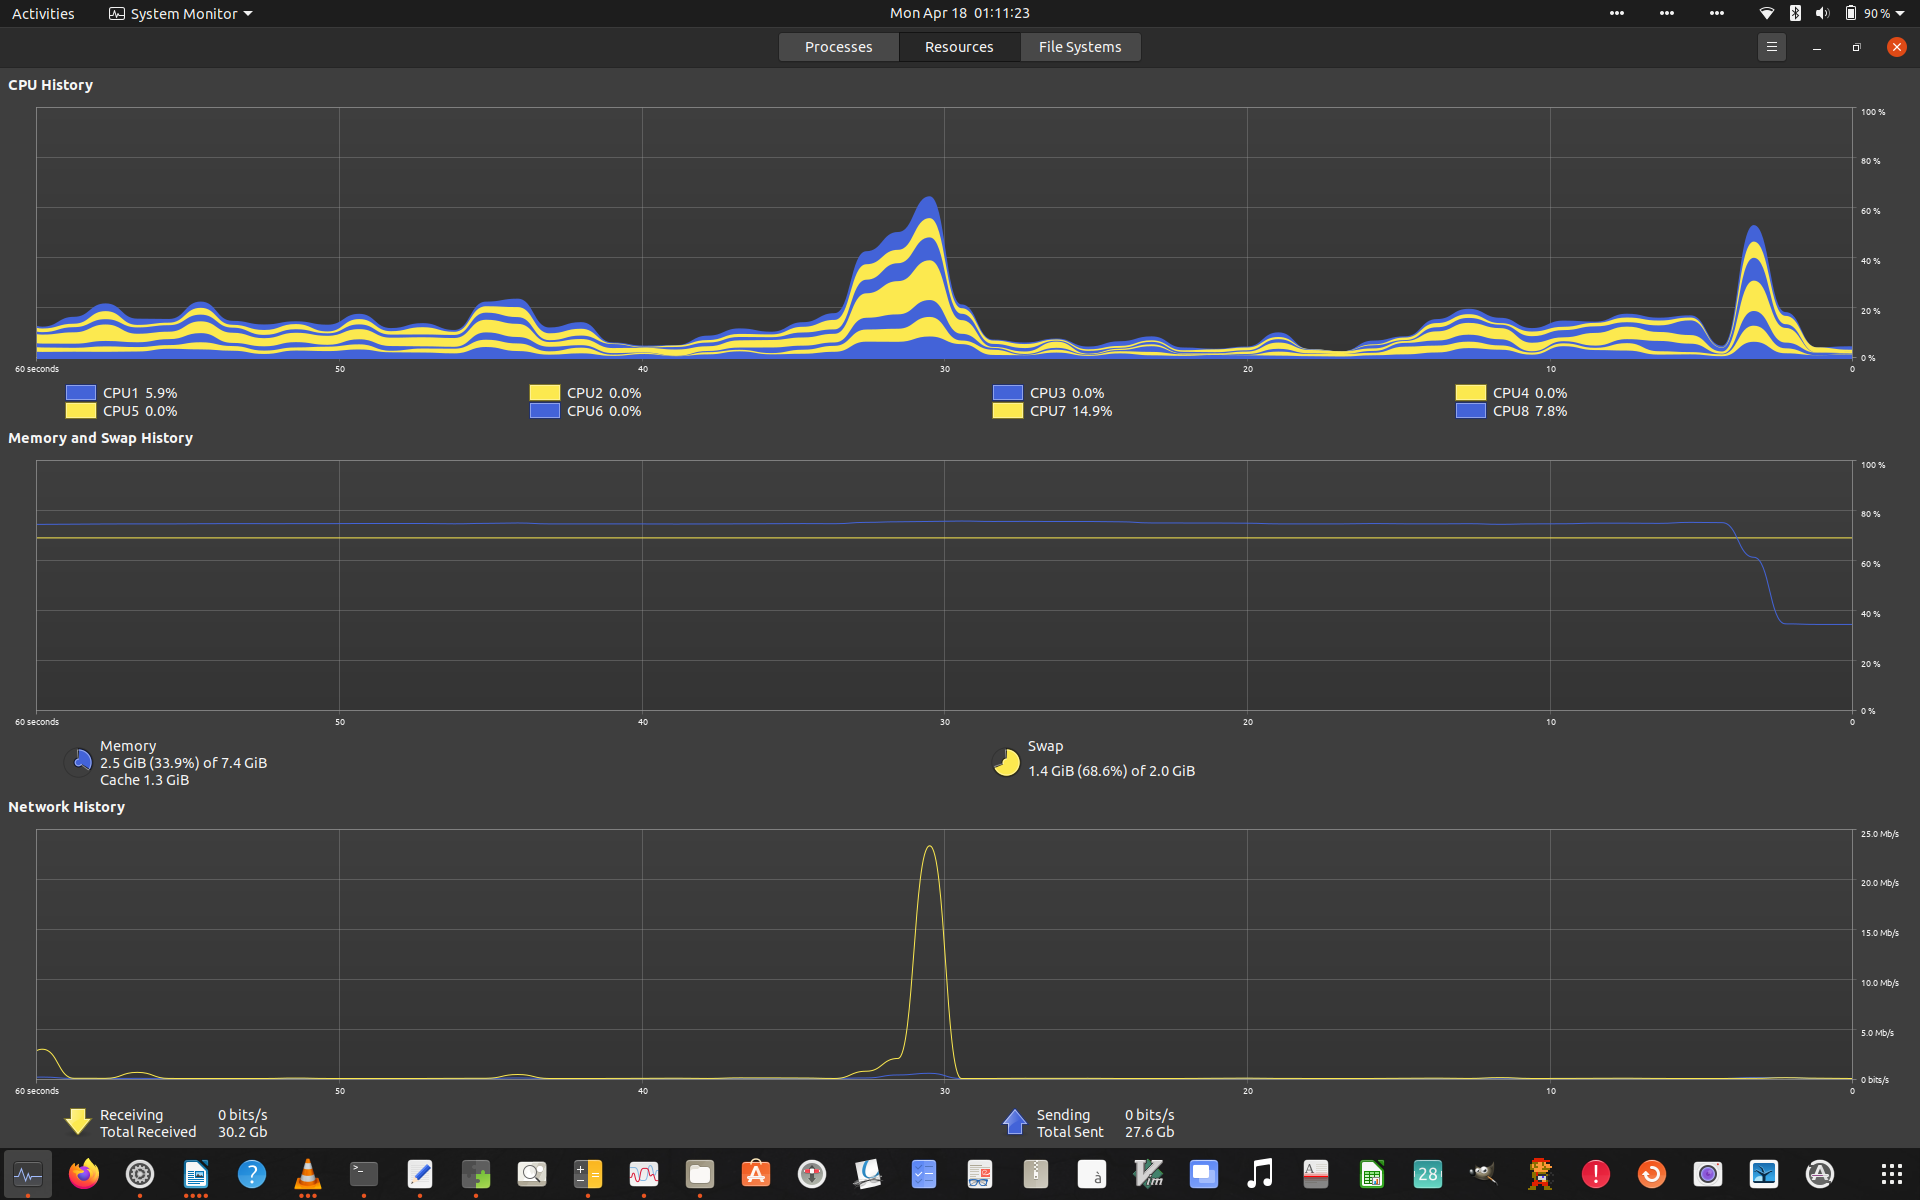 Activities
System Monitor
Mon Apr 18 01:11:23
90 %
Processes
Resources
File Systems
CPU History
100 %
80 %
60 %
40 %
20 %
0 %
60 seconds
50
40
30
20
10
0
CPU1 5.9%
CPU2 0.0%
CPU3 0.0%
CPU4 0.0%
CPU5 0.0%
CPU6 0.0%
CPU7 14.9%
CPU8 7.8%
Memory and Swap History
100 %
80 %
60 %
40 %
20 %
0 %
60 seconds
50
40
30
20
10
0
Memory
2.5 GiB (33.9%) of 7.4 GiB
Cache 1.3 GiB
Swap
1.4 GiB (68.6%) of 2.0 GiB
Network History
25.0 Mb/s
20.0 Mb/s
15.0 Mb/s
10.0 Mb/s
5.0 Mb/s
0 bits/s
60 seconds
50
40
30
20
10
0
Receiving 0 bits/s
Total Received 30.2 Gb
Sending 0 bits/s
Total Sent 27.6 Gb
?
>_
à
Vim
A
28
!